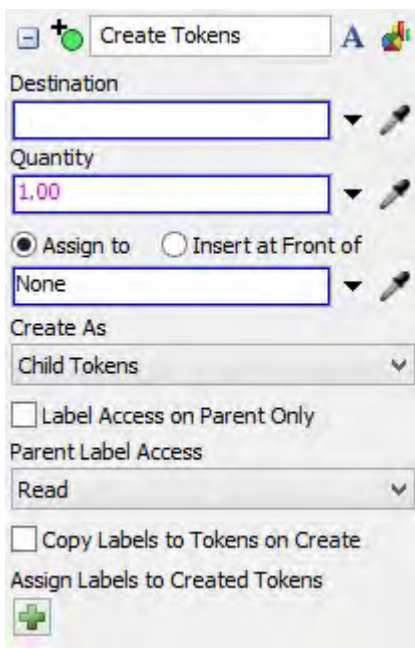 Create Tokens A
Destination
Quantity
1.00
Assign to Insert at Front of
None
Create As
Child Tokens
Label Access on Parent Only
Parent Label Access
Read
Copy Labels to Tokens on Create
Assign Labels to Created Tokens